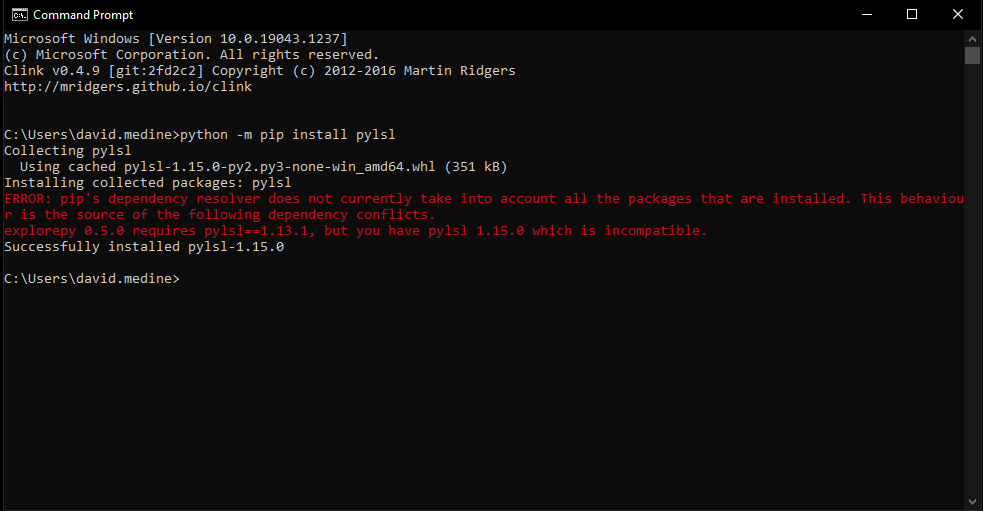 Command Prompt
Microsoft Windows [Version 10.0.19043.1237]
(c) Microsoft Corporation. All rights reserved.
Clink v0.4.9 [git:2fd2c2] Copyright (c) 2012-2016 Martin Ridgers
http://mridgers.github.io/clink
C:\Users\david.medine>python -m pip install pylsl
Collecting pylsl
  Using cached pylsl-1.15.0-py2.py3-none-win_amd64.whl (351 kB)
Installing collected packages: pylsl
ERROR: pip's dependency resolver does not currently take into account all the packages that are installed. This behaviou
r is the source of the following dependency conflicts.
explorepy 0.5.0 requires pylsl==1.13.1, but you have pylsl 1.15.0 which is incompatible.
Successfully installed pylsl-1.15.0
C:\Users\david.medine>